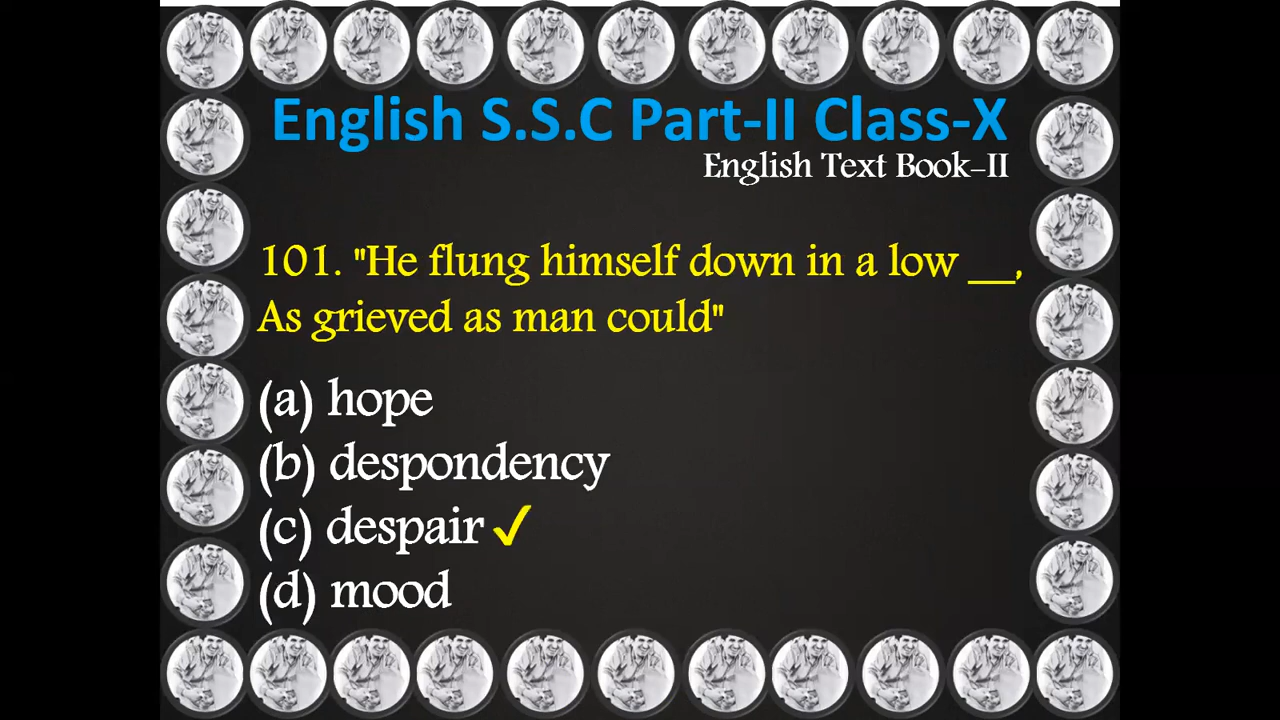 English S.S.C Part-II Class-X
English Text Book-II
101. "He flung himself down in a low __,
As grieved as man could"
(a) hope
(b) despondency
(c) despair ✓
(d) mood